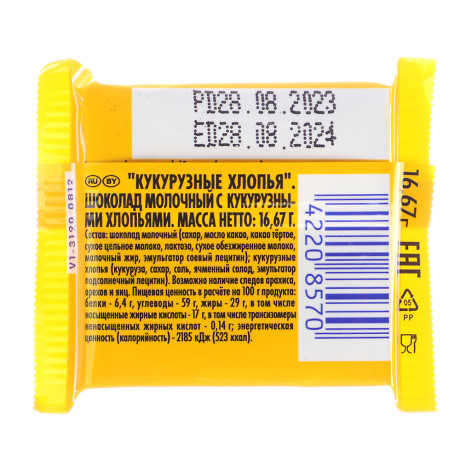 PD28.08.2023
ED28.08.2024
RU BY
"КУКУРУЗНЫЕ ХЛОПЬЯ".
ШОКОЛАД МОЛОЧНЫЙ С КУКУРУЗНЫ-
МИ ХЛОПЬЯМИ. МАССА НЕТТО: 16,67 Г.
Состав: шоколад молочный (сахар, масло какао, какао тёртое,
сухое цельное молоко, лактоза, сухое обезжиренное молоко,
молочный жир, эмульгатор соевый лецитин); кукурузные
хлопья (кукуруза, сахар, соль, ячменный солод, эмульгатор
подсолнечный лецитин). Возможно наличие следов арахиса,
Пищевая ценность в расчёте на 100 г продукта:
белки - 6,4 г, углеводы - 59 г, жиры - 29 г, в том числе
насыщенные жирные кислоты - 17 г, в том числе трансизомеры
ненасыщенных жирных кислот - 0,14 г; энергетическая
ценность (калорийность) - 2185 кДж (523 ккал).
V1-3190 0812
4220 8570
16,67г
EAC
05
PP